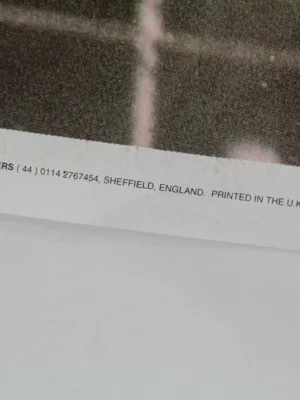 ERS ( 44 ) 0114 2767454, SHEFFIELD, ENGLAND. PRINTED IN THE U.K